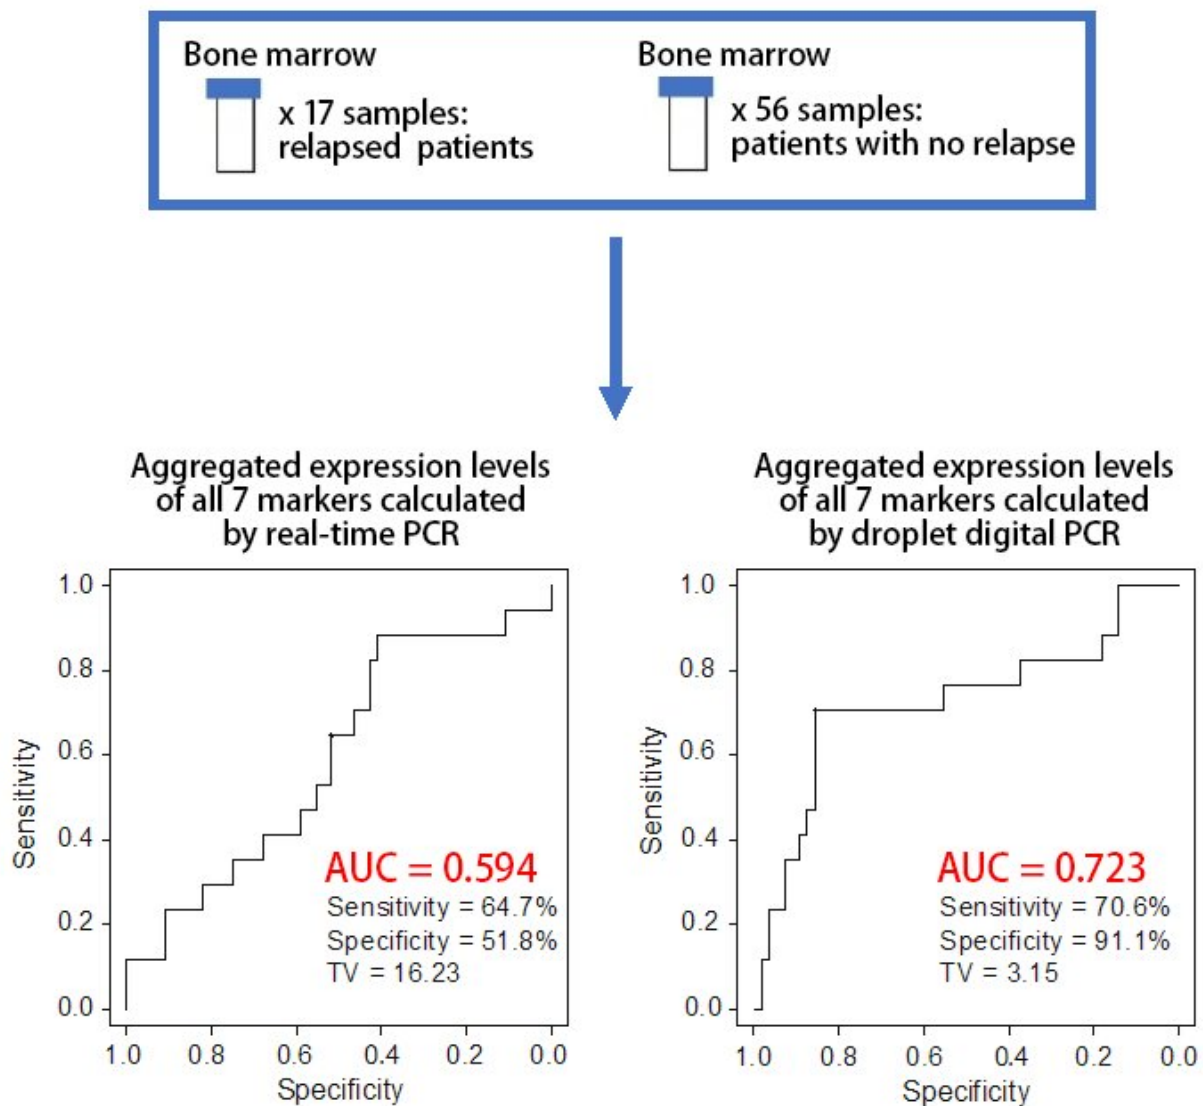 Bone marrow
x 17 samples:
relapsed patients
Bone marrow
x 56 samples:
patients with no relapse
Aggregated expression levels
of all 7 markers calculated
by real-time PCR
1.0
0.8
0.6
0.4
0.2
0.0
Sensitivity
AUC = 0.594
Sensitivity = 64.7%
Specificity = 51.8%
TV = 16.23
1.0 0.8 0.6 0.4 0.2 0.0
Specificity
Aggregated expression levels
of all 7 markers calculated
by droplet digital PCR
1.0
0.8
0.6
0.4
0.2
0.0
Sensitivity
AUC = 0.723
Sensitivity = 70.6%
Specificity = 91.1%
TV = 3.15
1.0 0.8 0.6 0.4 0.2 0.0
Specificity